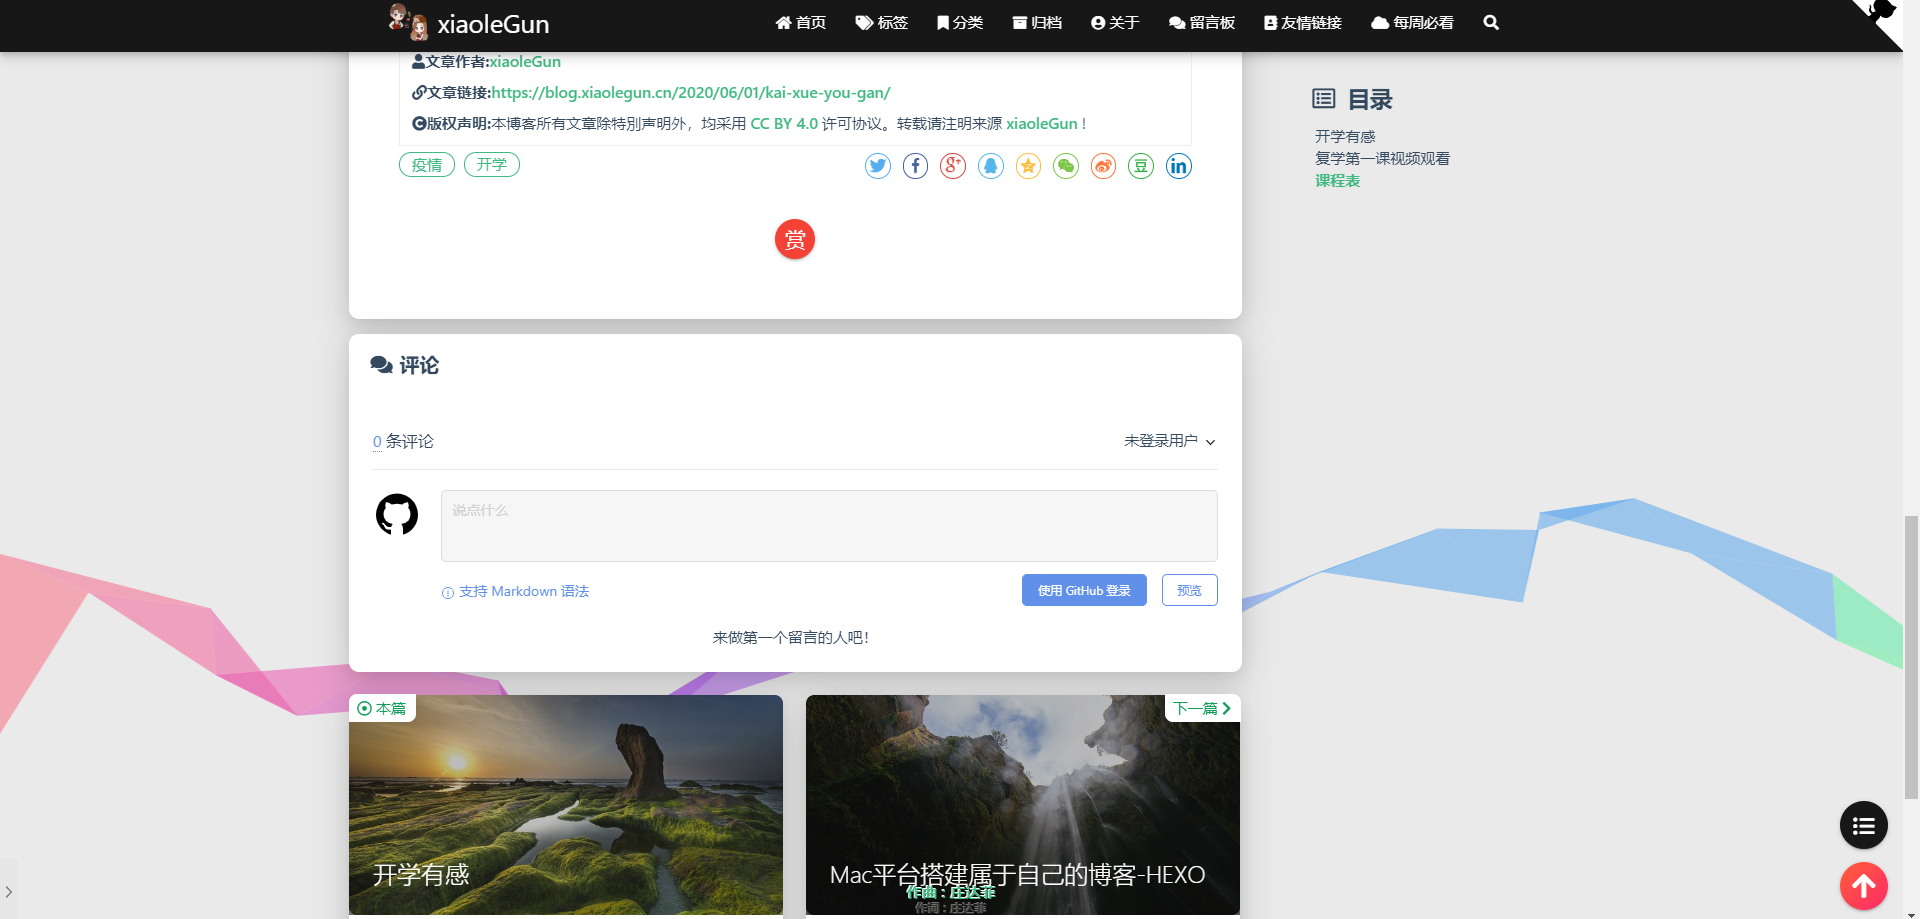 xiaoleGun
首页 标签 分类 归档 关于 留言板 友情链接 每周必看
文章作者:xiaoleGun
文章链接:https://blog.xiaolegun.cn/2020/06/01/kai-xue-you-gan/
版权声明:本博客所有文章除特别声明外，均采用 CC BY 4.0 许可协议。转载请注明来源 xiaoleGun！
疫情 开学
豆
赏
目录
开学有感
复学第一课视频观看
课程表
评论
0 条评论
未登录用户
说点什么
支持 Markdown 语法
使用 GitHub 登录
预览
来做第一个留言的人吧！
本篇
开学有感
下一篇
Mac平台搭建属于自己的博客-HEXO
作曲 : 庄达菲
作词 : 庄达菲